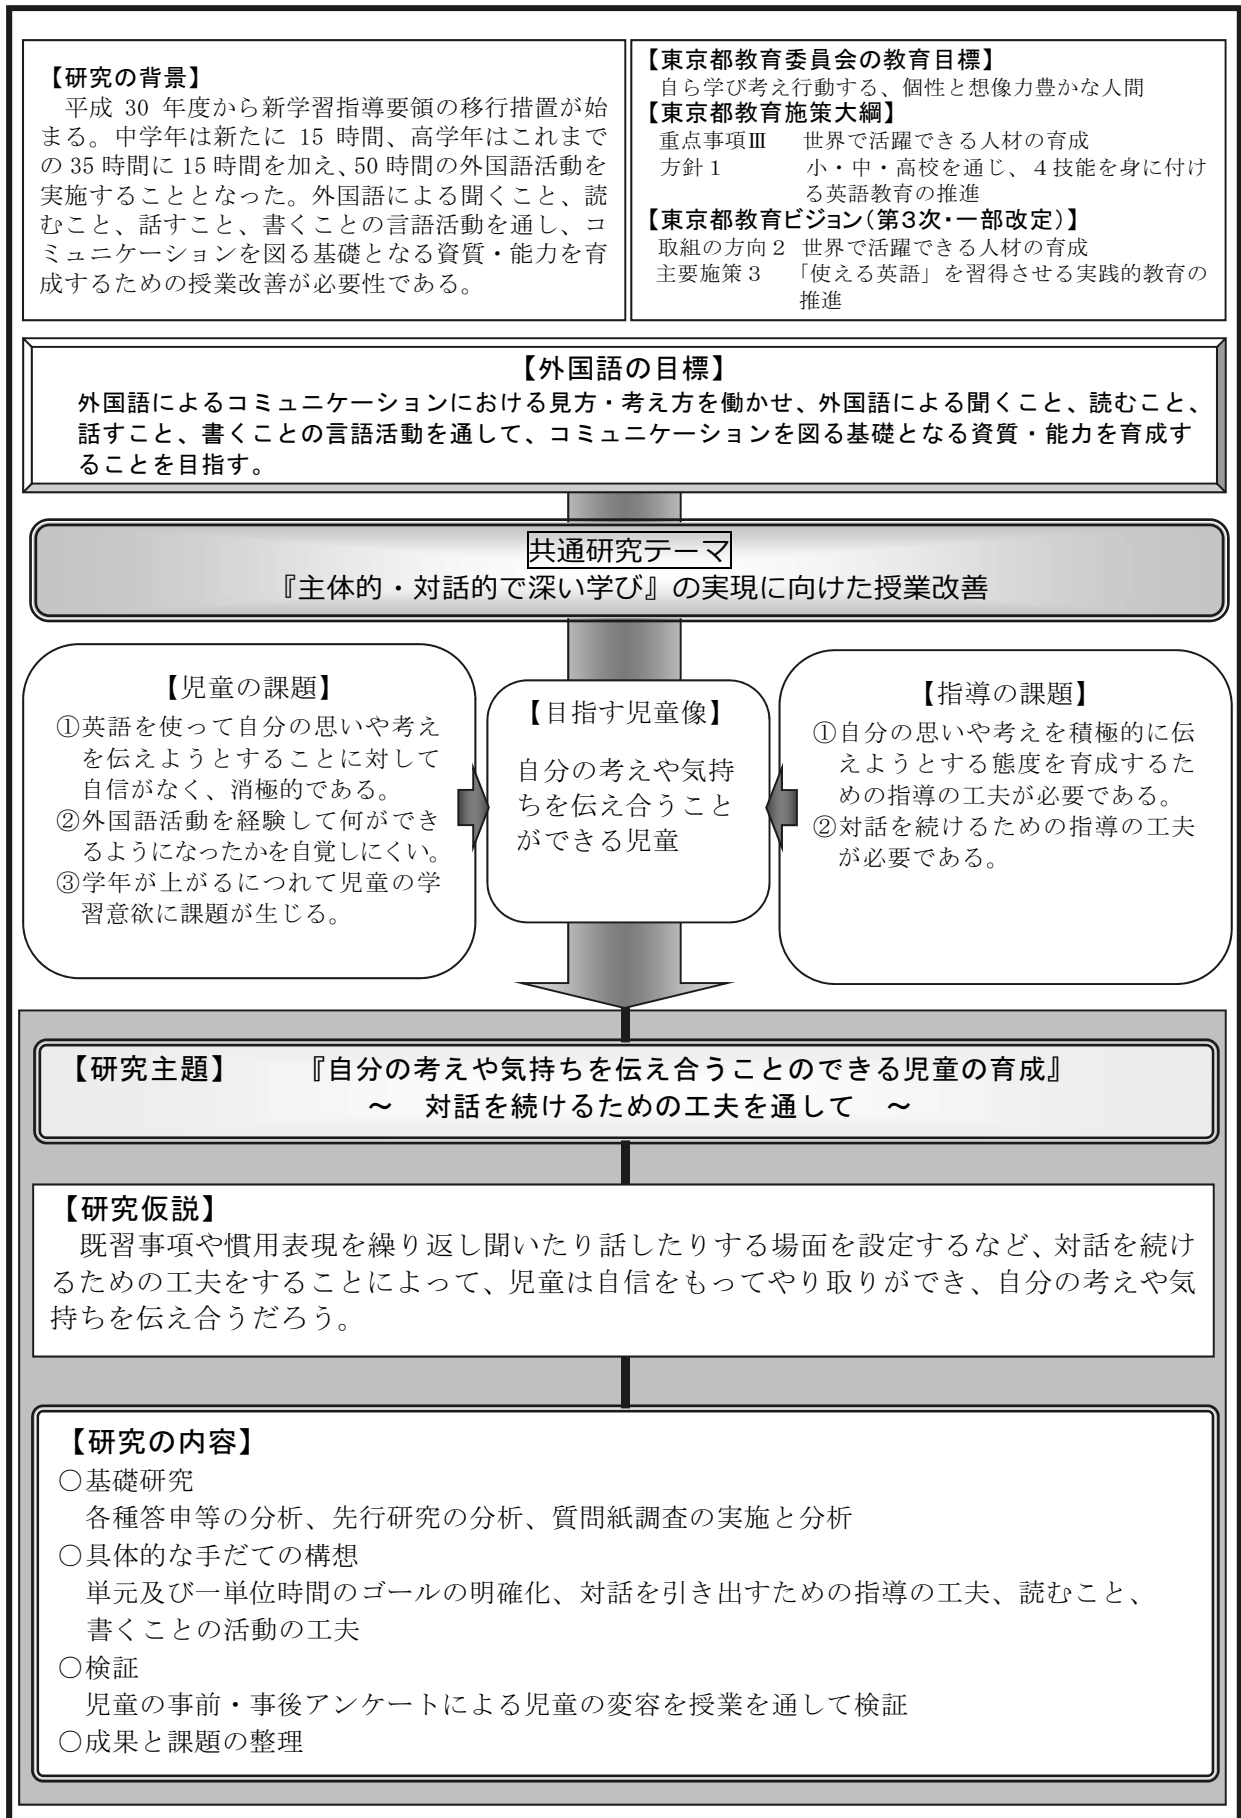 【研究の背景】
平成 30 年度から新学習指導要領の移行措置が始
まる。中学年は新たに 15 時間、高学年はこれまで
の 35 時間に 15 時間を加え、50 時間の外国語活動を
実施することとなった。外国語による聞くこと、読
むこと、話すこと、書くことの言語活動を通し、コ
ミュニケーションを図る基礎となる資質・能力を育
成するための授業改善が必要性である。
【東京都教育委員会の教育目標】
自ら学び考え行動する、個性と想像力豊かな人間
【東京都教育施策大綱】
重点事項Ⅲ 世界で活躍できる人材の育成
方針１ 小・中・高校を通じ、４技能を身に付け
る英語教育の推進
【東京都教育ビジョン（第３次・一部改定）】
取組の方向２ 世界で活躍できる人材の育成
主要施策３ 「使える英語」を習得させる実践的教育の
推進
【外国語の目標】
外国語によるコミュニケーションにおける見方・考え方を働かせ、外国語による聞くこと、読むこと、
話すこと、書くことの言語活動を通して、コミュニケーションを図る基礎となる資質・能力を育成す
ることを目指す。
共通研究テーマ
『主体的・対話的で深い学び』の実現に向けた授業改善
【児童の課題】
①英語を使って自分の思いや考え
を伝えようとすることに対して
自信がなく、消極的である。
②外国語活動を経験して何ができ
るようになったかを自覚しにくい。
③学年が上がるにつれて児童の学
習意欲に課題が生じる。
【目指す児童像】
自分の考えや気持
ちを伝え合うこと
ができる児童
【指導の課題】
①自分の思いや考えを積極的に伝
えようとする態度を育成するた
めの指導の工夫が必要である。
②対話を続けるための指導の工夫
が必要である。
【研究主題】 『自分の考えや気持ちを伝え合うことのできる児童の育成』
～ 対話を続けるための工夫を通して ～
【研究仮説】
既習事項や慣用表現を繰り返し聞いたり話したりする場面を設定するなど、対話を続け
るための工夫をすることによって、児童は自信をもってやり取りができ、自分の考えや気
持ちを伝え合うだろう。
【研究の内容】
○基礎研究
各種答申等の分析、先行研究の分析、質問紙調査の実施と分析
○具体的な手だての構想
単元及び一単位時間のゴールの明確化、対話を引き出すための指導の工夫、読むこと、
書くことの活動の工夫
○検証
児童の事前・事後アンケートによる児童の変容を授業を通して検証
○成果と課題の整理